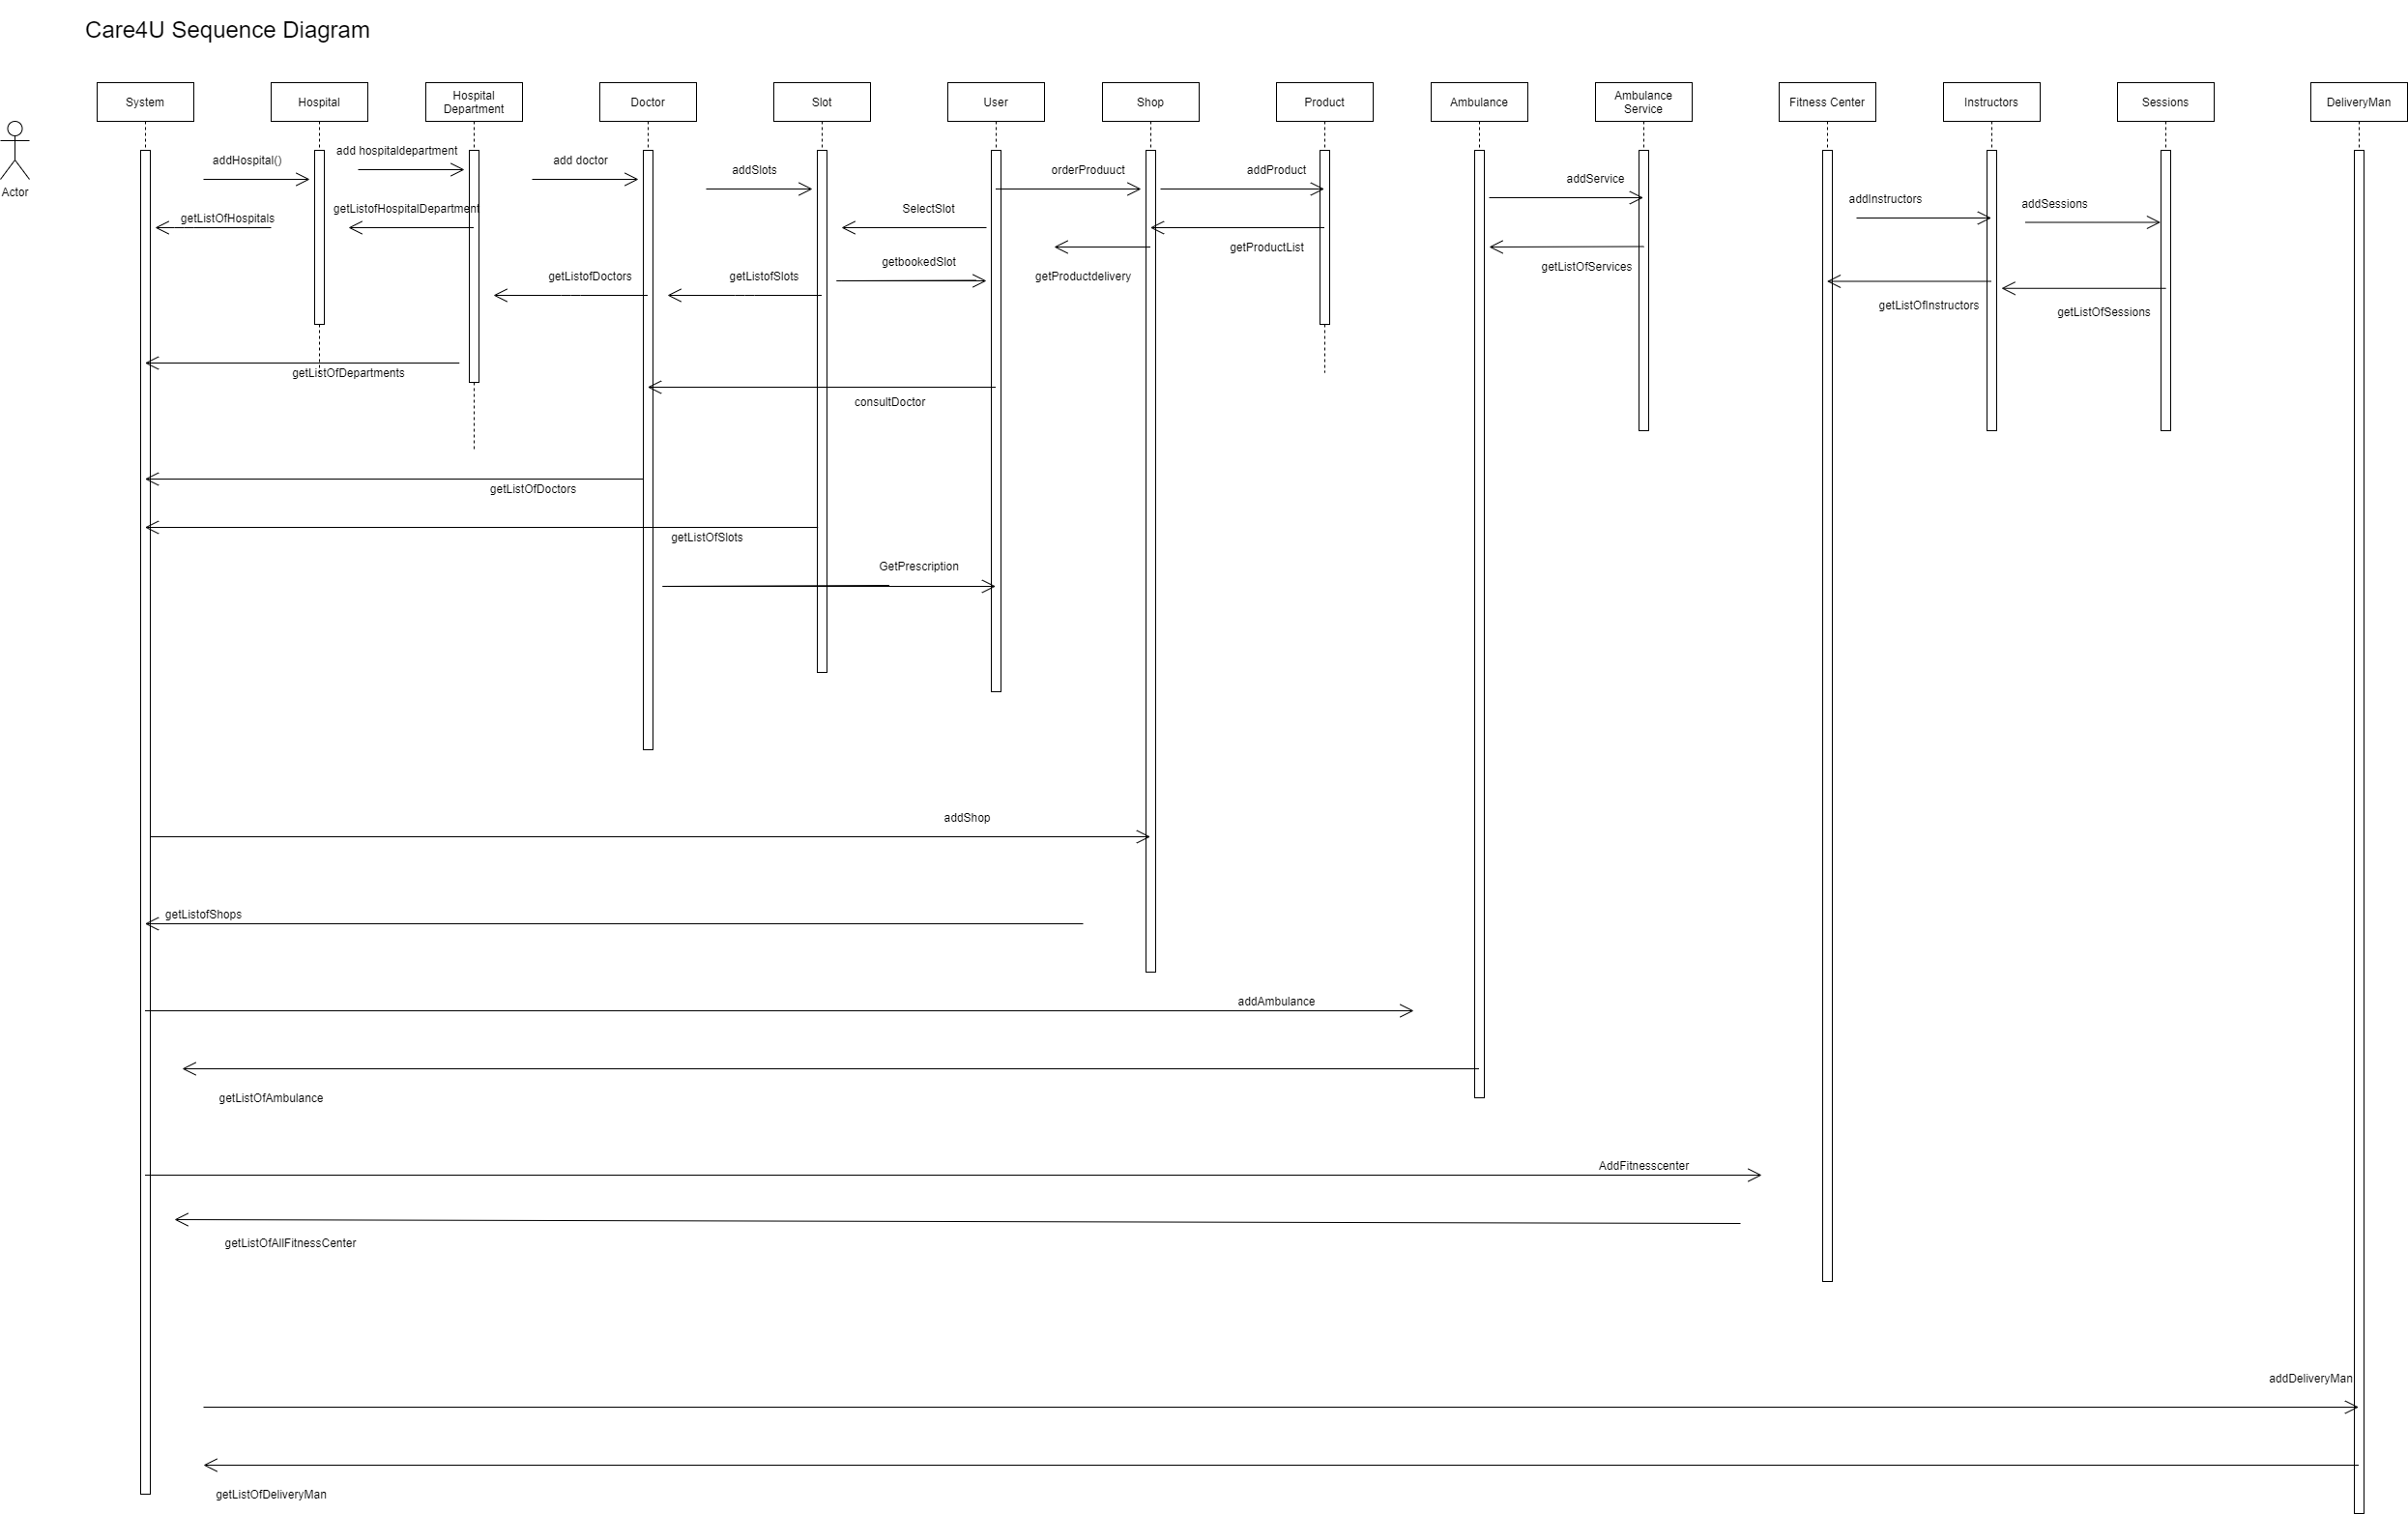 Care4U Sequence Diagram
System
Hospital
Hospital
Department
Doctor
Slot
User
Shop
Product
Ambulance
Ambulance
Service
Fitness Center
Instructors
Sessions
DeliveryMan
Actor
addHospital()
add hospitaldepartment
add doctor
addSlots
orderProduuct
addProduct
addService
addInstructors
addSessions
getListOfHospitals
getListofHospitalDepartment
SelectSlot
getProductList
getProductdelivery
getbookedSlot
getListofDoctors
getListofSlots
getListOfServices
getListOfInstructors
getListOfSessions
getListOfDepartments
consultDoctor
getListOfDoctors
getListOfSlots
GetPrescription
addShop
getListofShops
addAmbulance
getListOfAmbulance
AddFitnesscenter
getListOfAllFitnessCenter
addDeliveryMan
getListOfDeliveryMan